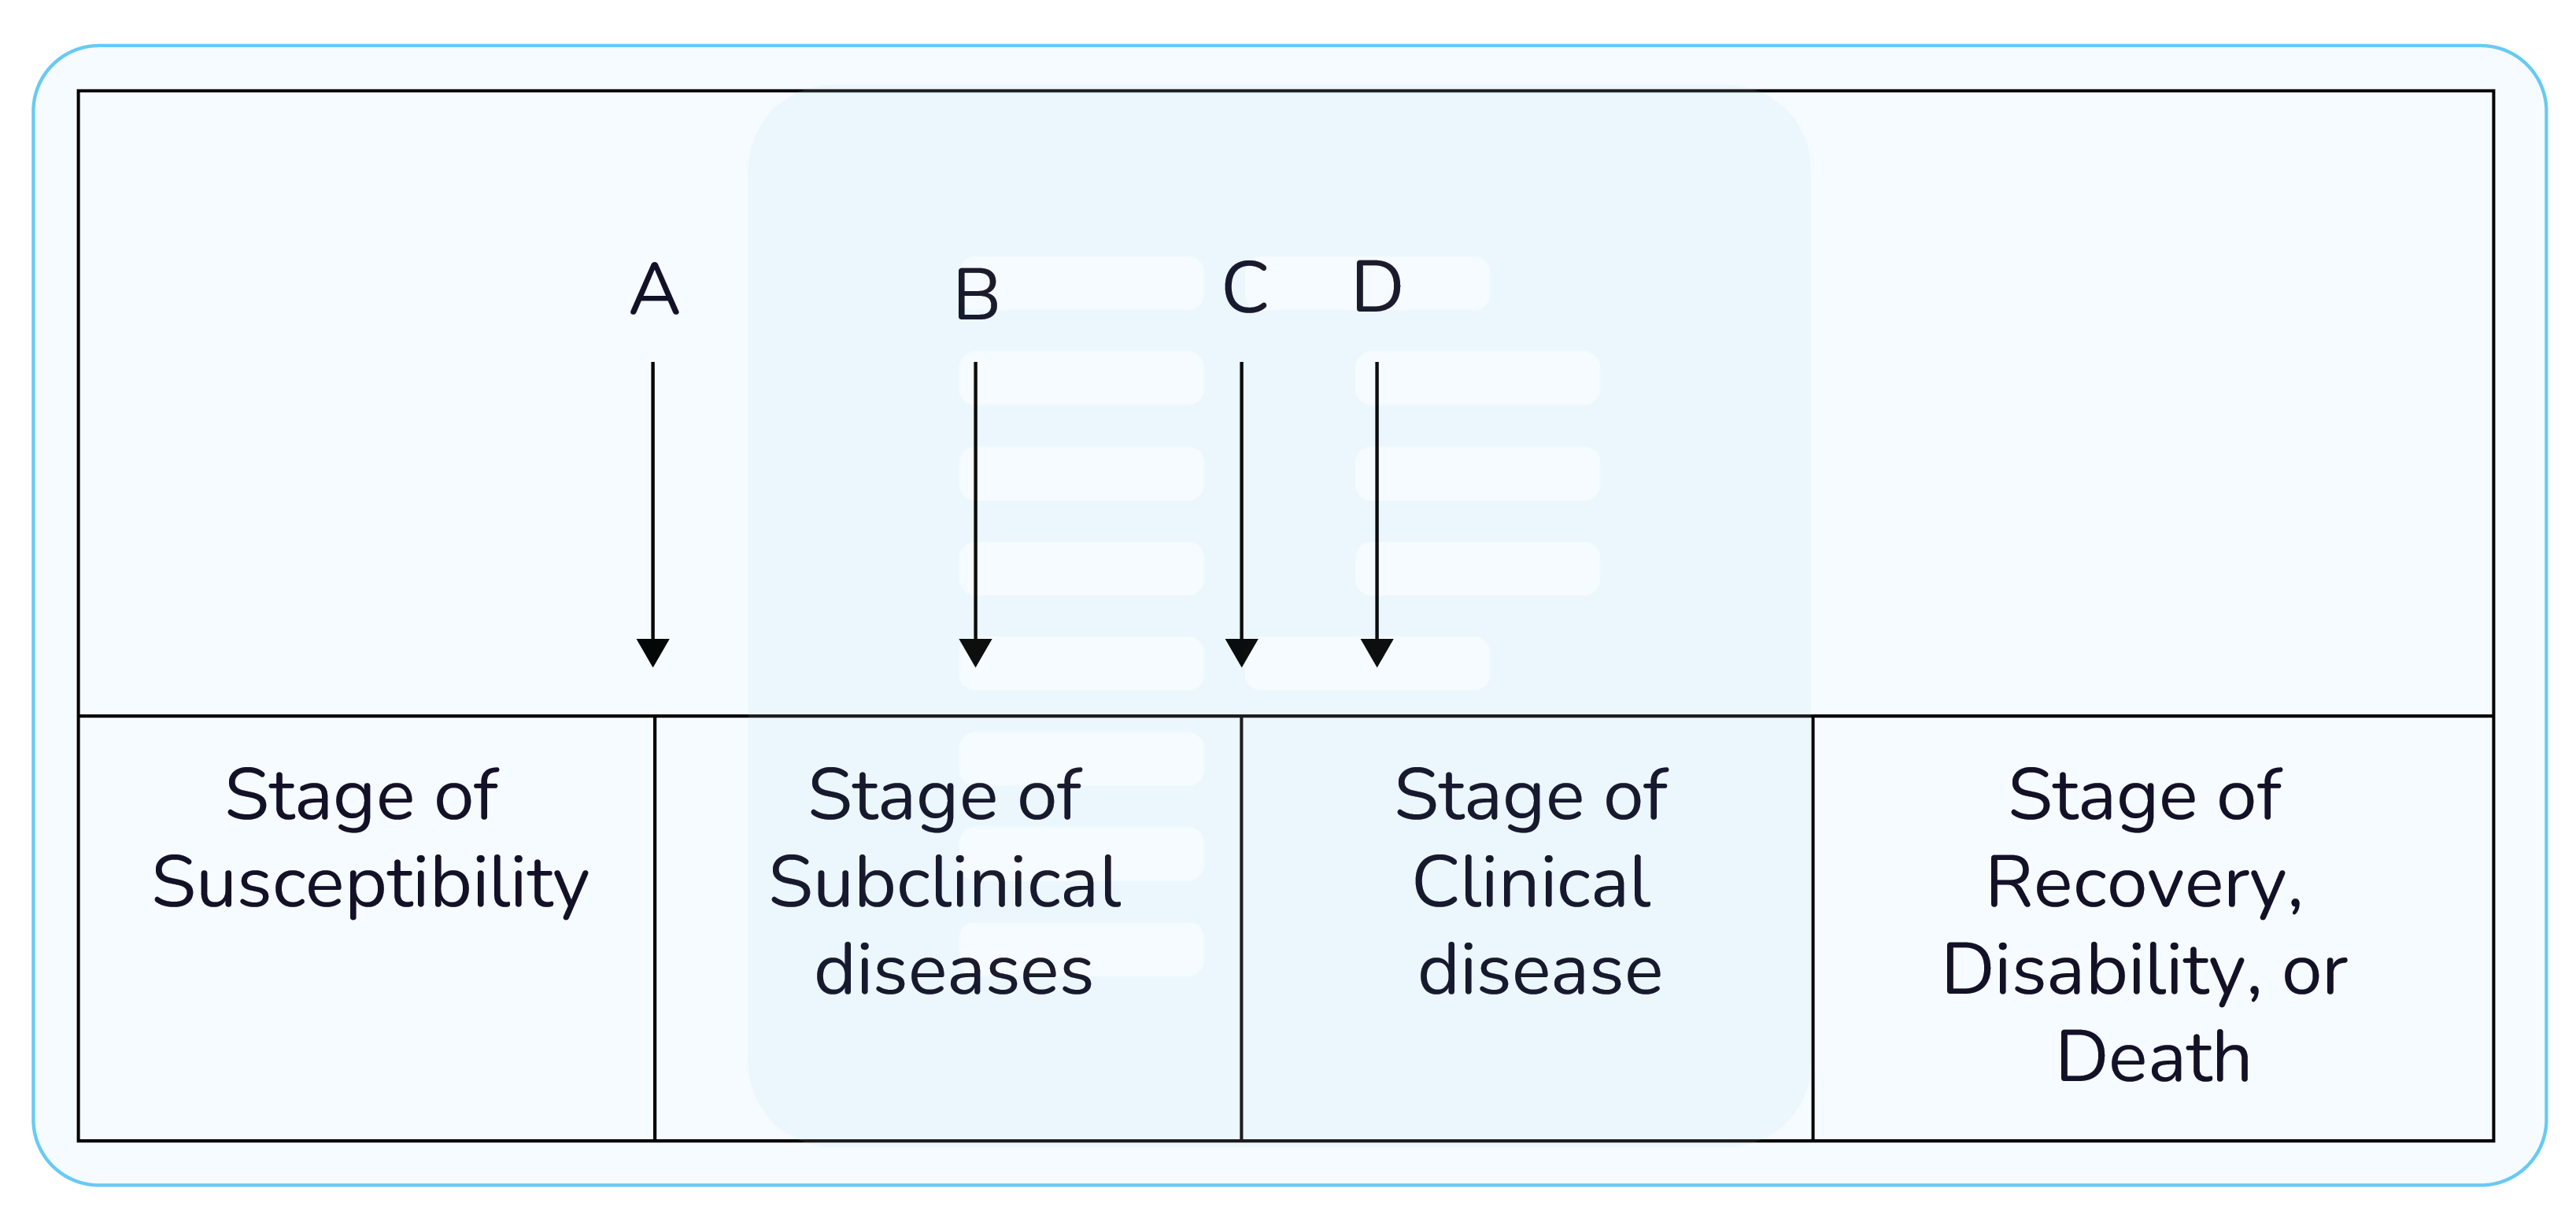 A B C D
Stage of
Susceptibility
Stage of
Subclinical
diseases
Stage of
Clinical
disease
Stage of
Recovery,
Disability, or
Death